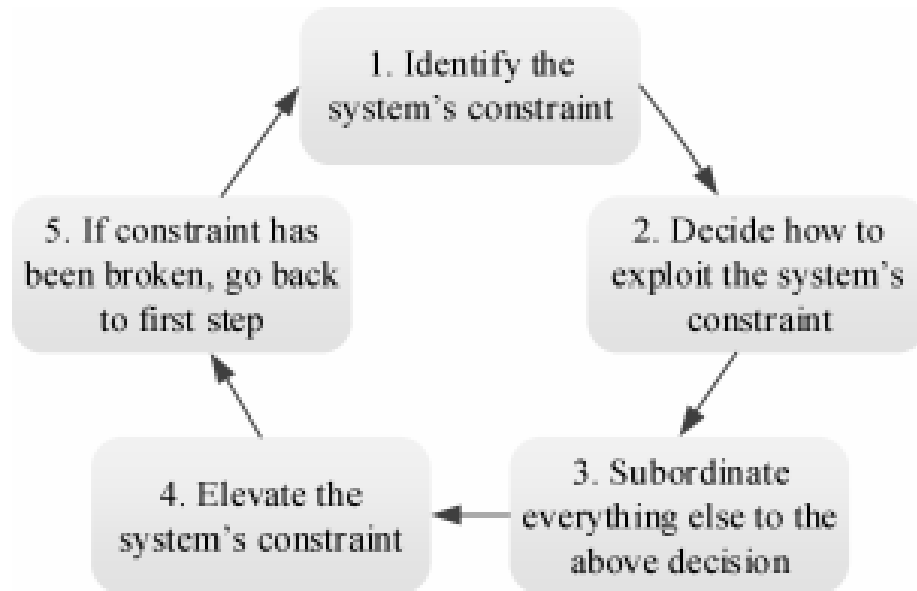 1. Identify the
system's constraint
2. Decide how to
exploit the system's
constraint
3. Subordinate
everything else to the
above decision
4. Elevate the
system's constraint
5. If constraint has
been broken, go back
to first step